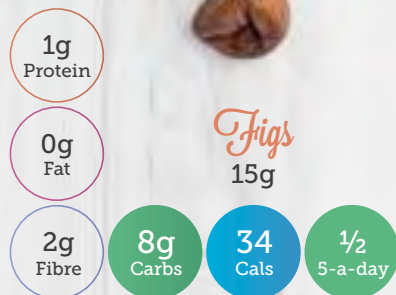 1g
Protein
0g
Fat
Figs
15g
2g
Fibre
8g
Carbs
34
Cals
½
5-a-day